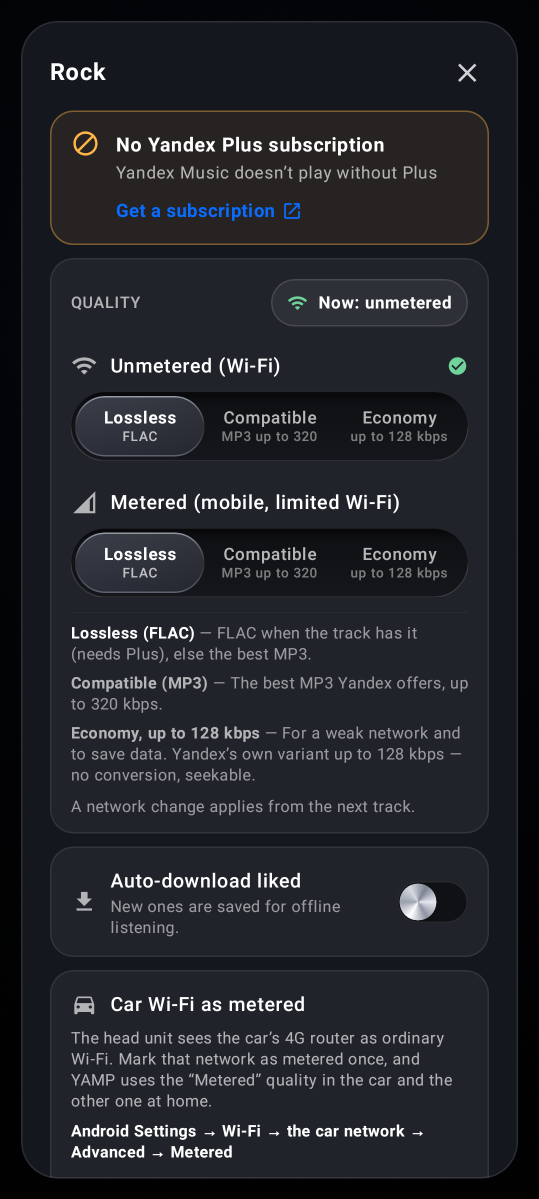 Rock
No Yandex Plus subscription
Yandex Music doesn’t play without Plus
Get a subscription
QUALITY
Now: unmetered
Unmetered (Wi-Fi)
Lossless
FLAC
Compatible
MP3 up to 320
Economy
up to 128 kbps
Metered (mobile, limited Wi-Fi)
Lossless
FLAC
Compatible
MP3 up to 320
Economy
up to 128 kbps
Lossless (FLAC) — FLAC when the track has it
(needs Plus), else the best MP3.
Compatible (MP3) — The best MP3 Yandex offers, up
to 320 kbps.
Economy, up to 128 kbps — For a weak network and
to save data. Yandex’s own variant up to 128 kbps —
no conversion, seekable.
A network change applies from the next track.
Auto-download liked
New ones are saved for offline
listening.
Car Wi-Fi as metered
The head unit sees the car’s 4G router as ordinary
Wi-Fi. Mark that network as metered once, and
YAMP uses the “Metered” quality in the car and the
other one at home.
Android Settings → Wi-Fi → the car network →
Advanced → Metered